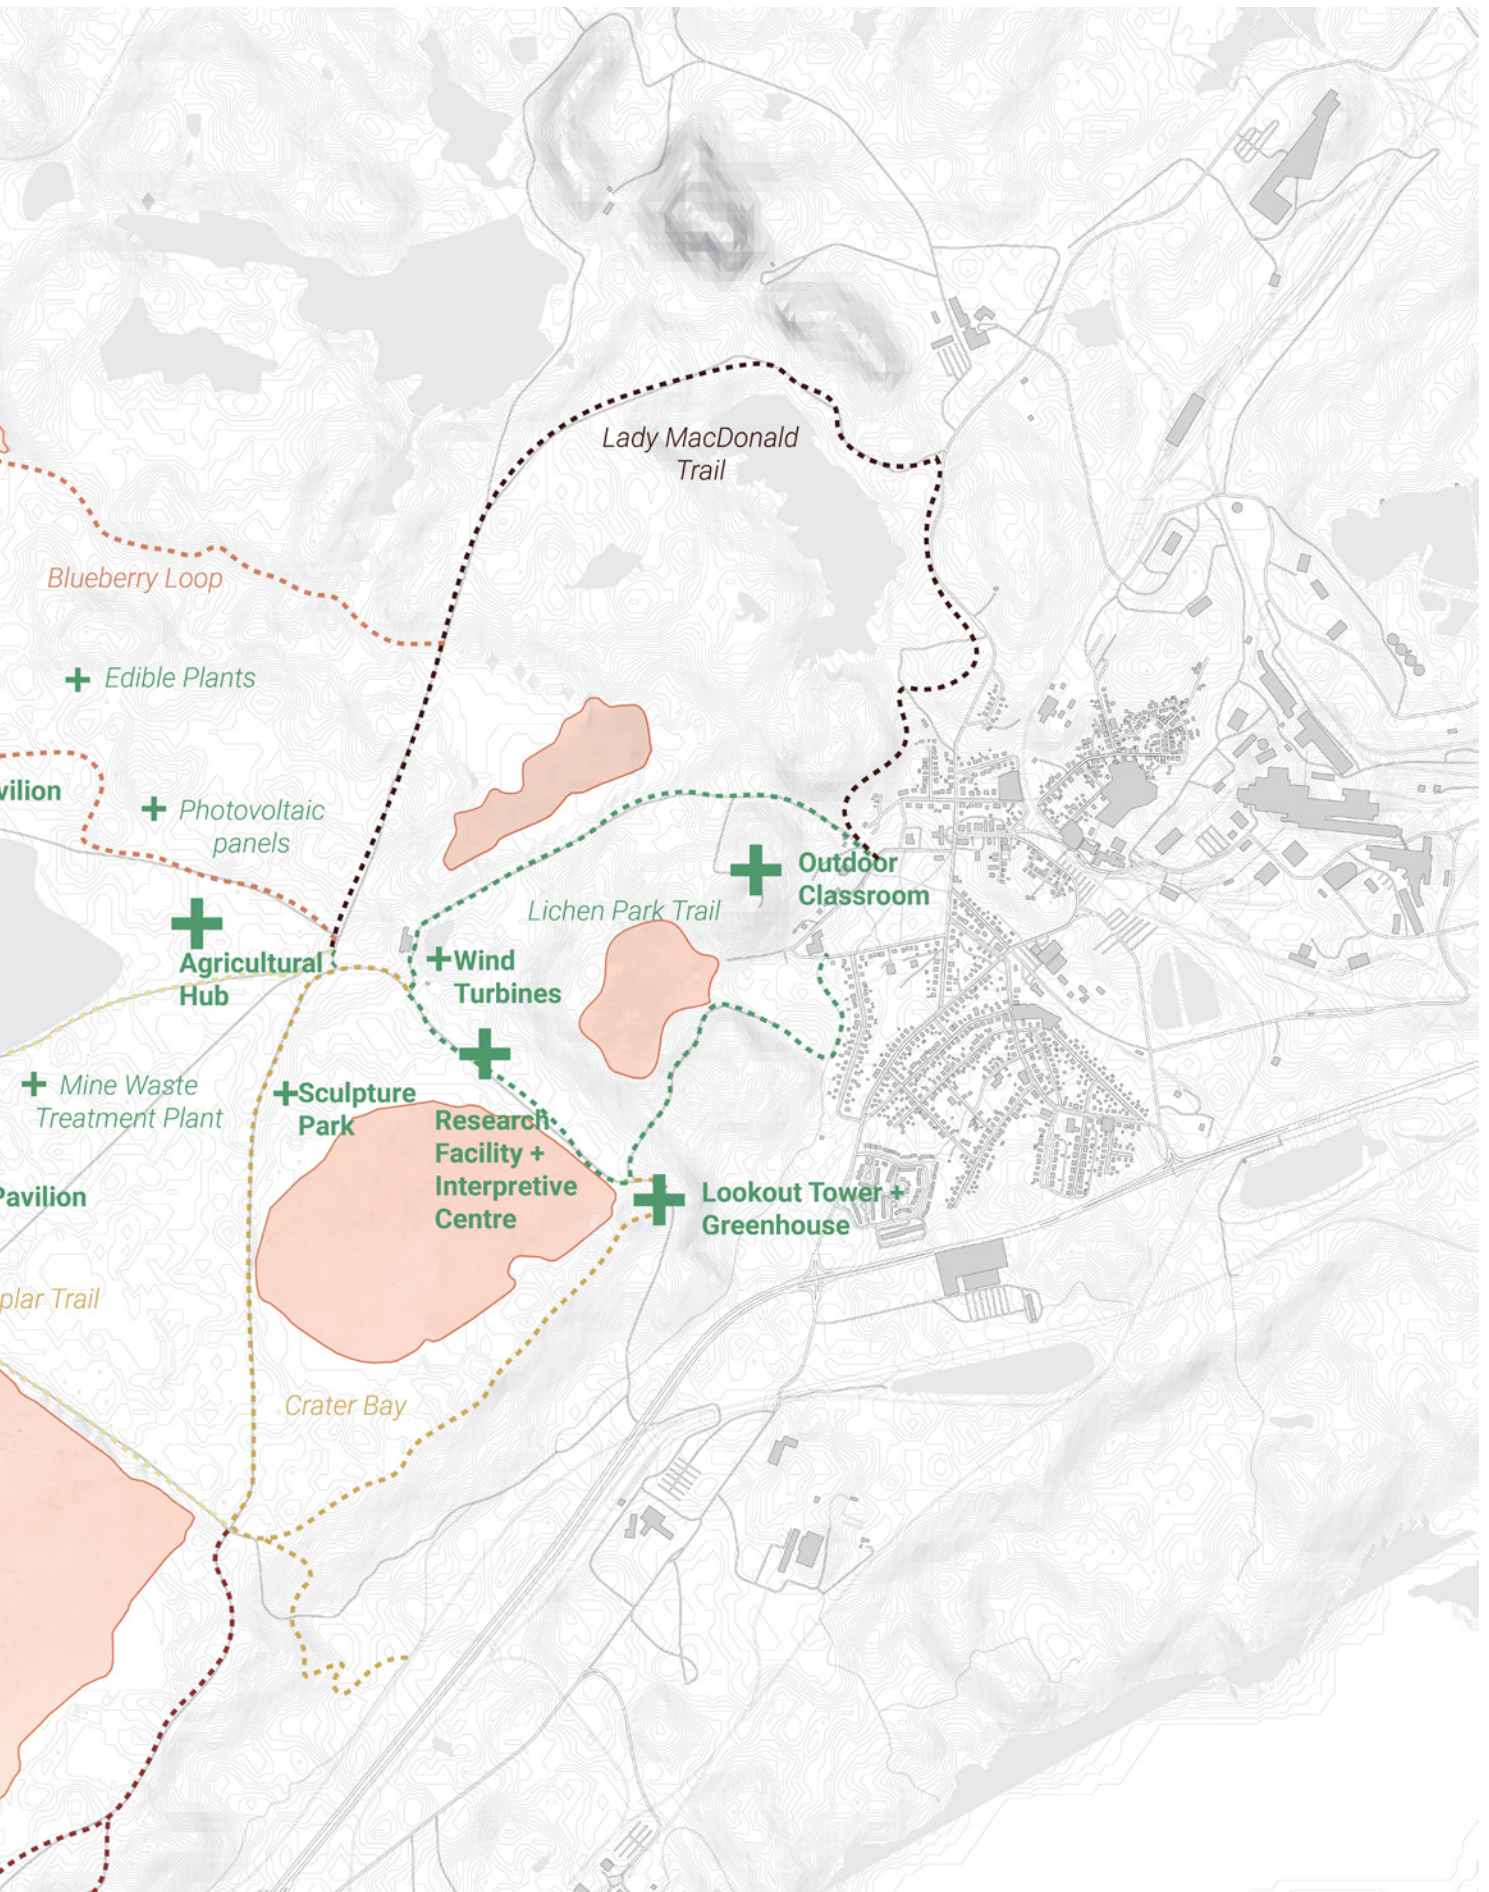 Lady MacDonald
Trail
Blueberry Loop
Edible Plants
vilion
Photovoltaic
panels
Outdoor
Classroom
Lichen Park Trail
Agricultural
Hub
Wind
Turbines
Mine Waste
Treatment Plant
Sculpture
Park
Research
Facility +
Interpretive
Centre
Pavilion
Lookout Tower +
Greenhouse
plar Trail
Crater Bay